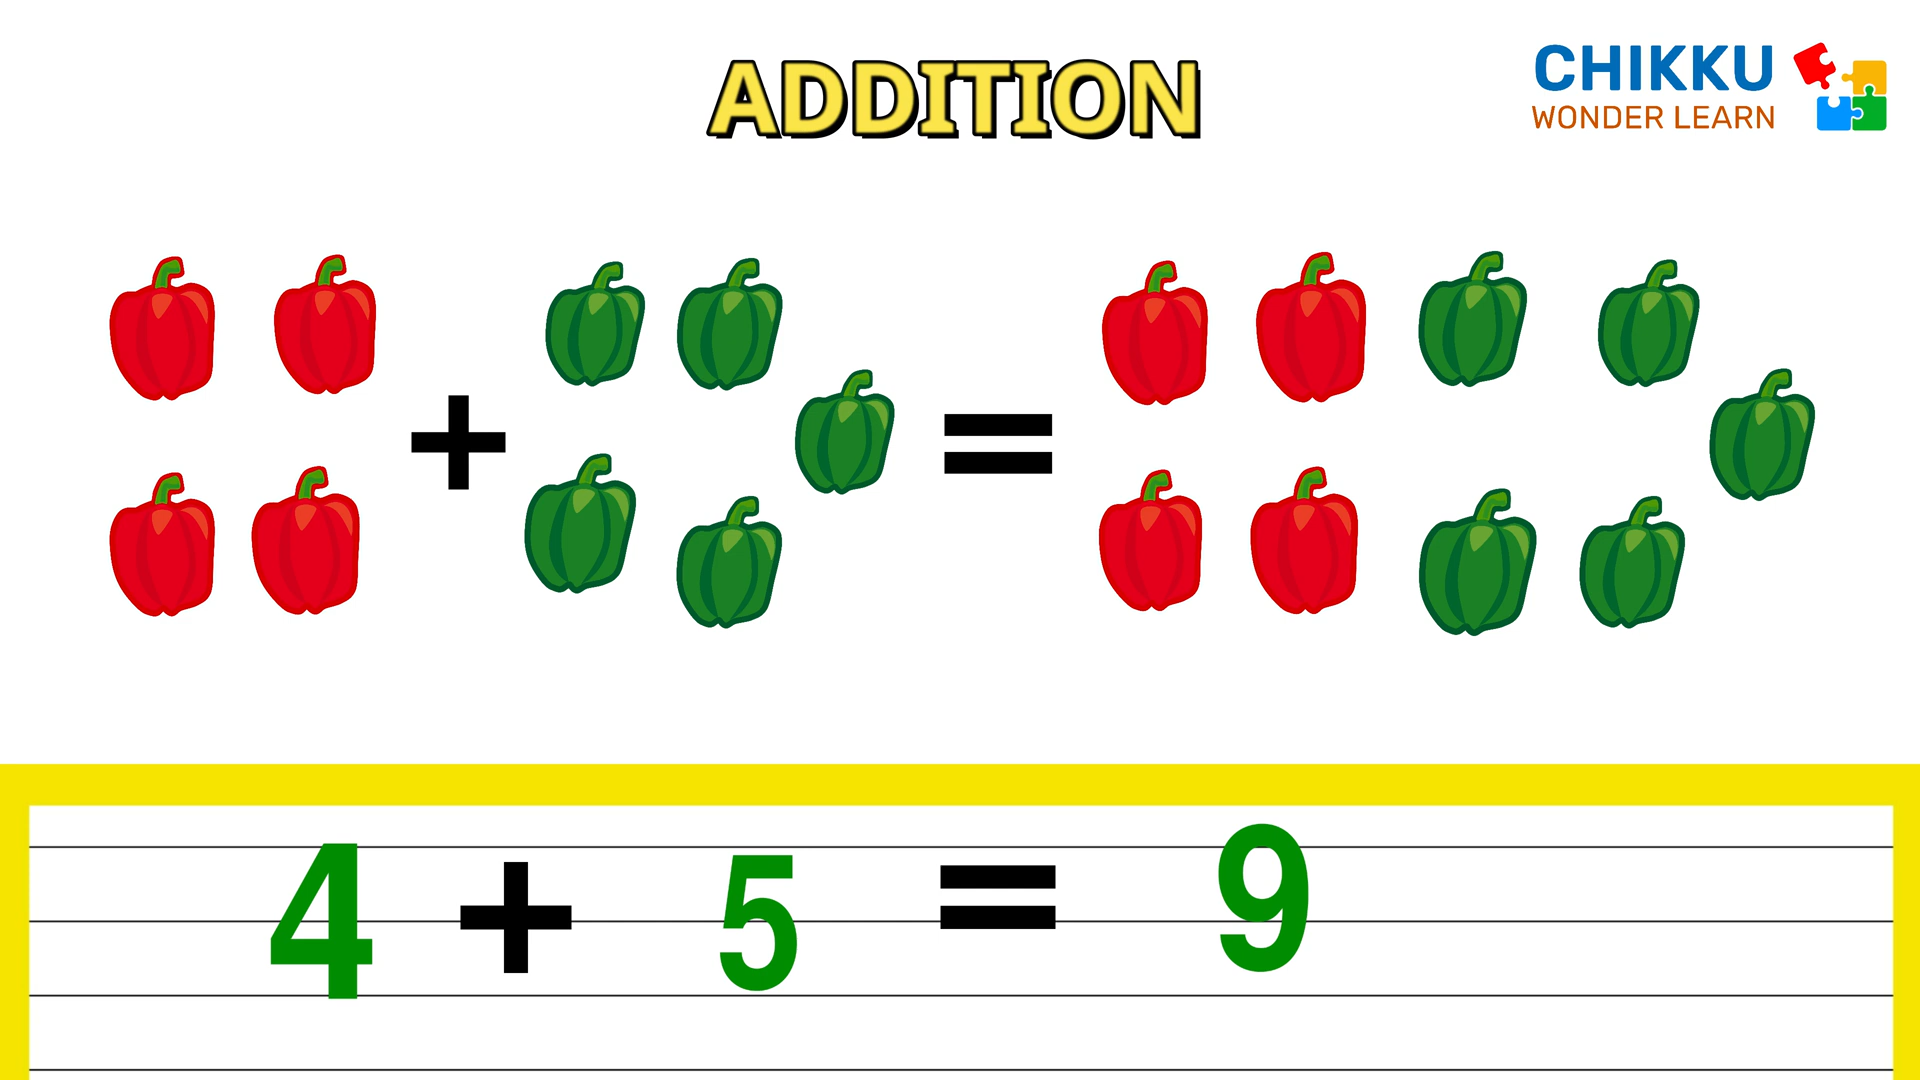 ADDITION
CHIKKU
WONDER LEARN
+ =
4 + 5 = 9